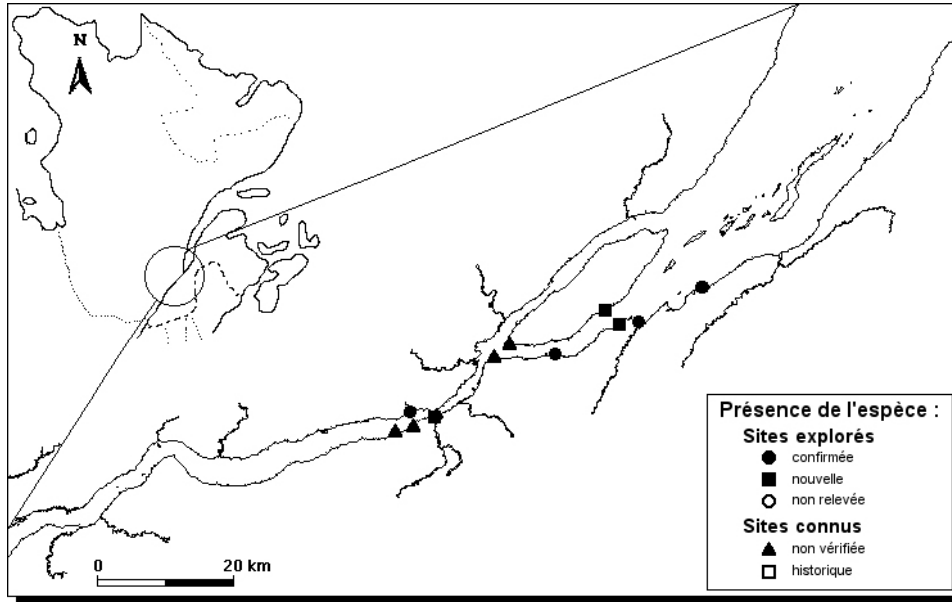 N
Présence de l'espèce :
Sites explorés
confirmée
nouvelle
non relevée
Sites connus
non vérifiée
historique
0 20 km